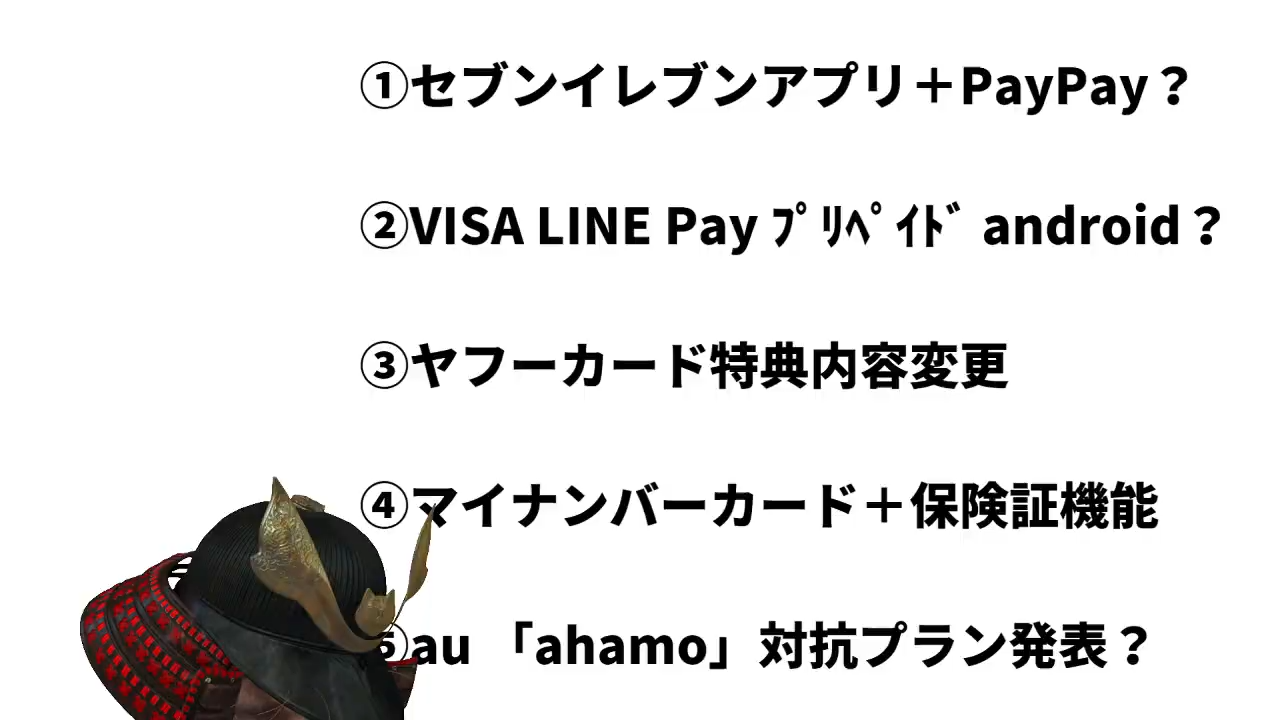 ①セブンイレブンアプリ＋PayPay？
②VISA LINE Pay ﾌﾟﾘﾍﾟｲﾄﾞ android？
③ヤフーカード特典内容変更
④マイナンバーカード＋保険証機能
⑤au 「ahamo」対抗プラン発表？